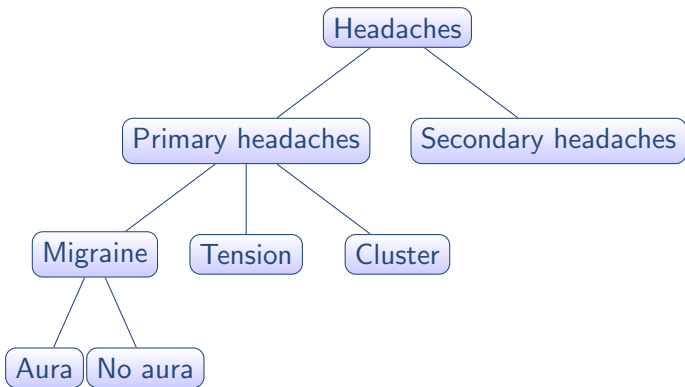 Headaches
Primary headaches
Secondary headaches
Migraine
Tension
Cluster
Aura
No aura